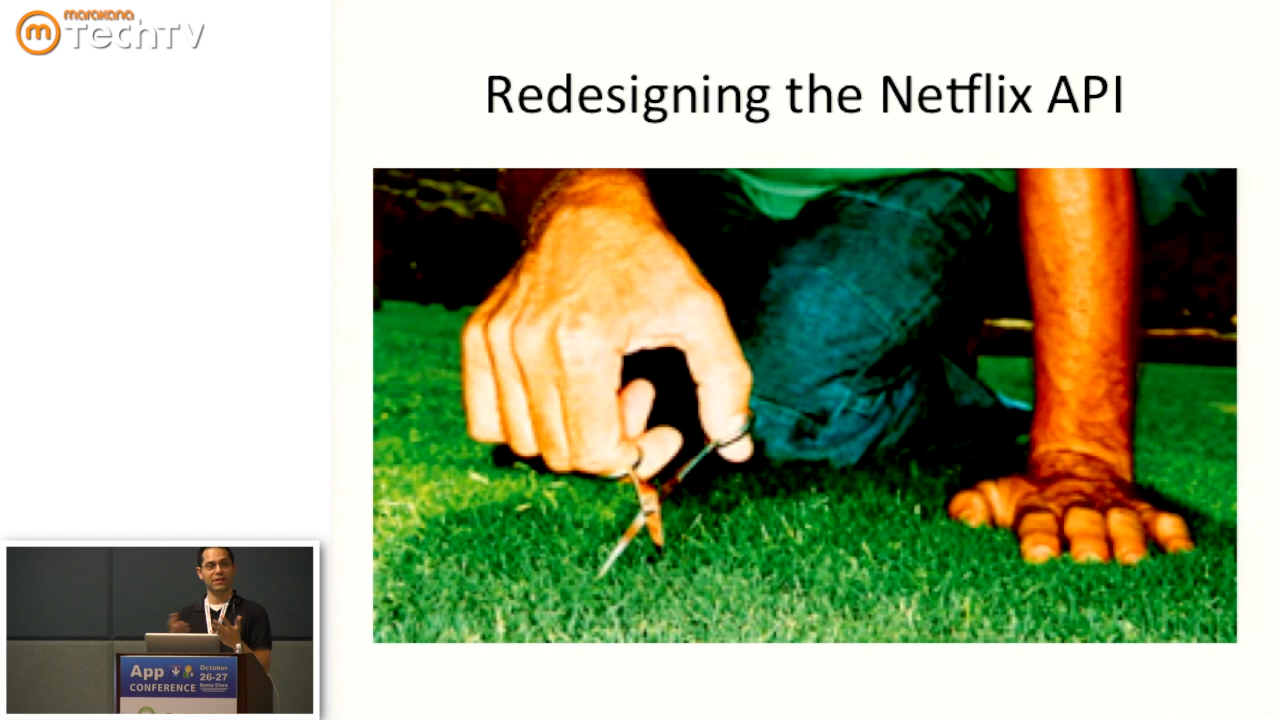 marakana
TechTV
Redesigning the Netflix API
App
CONFERENCE
October
26-27
Santa Clara